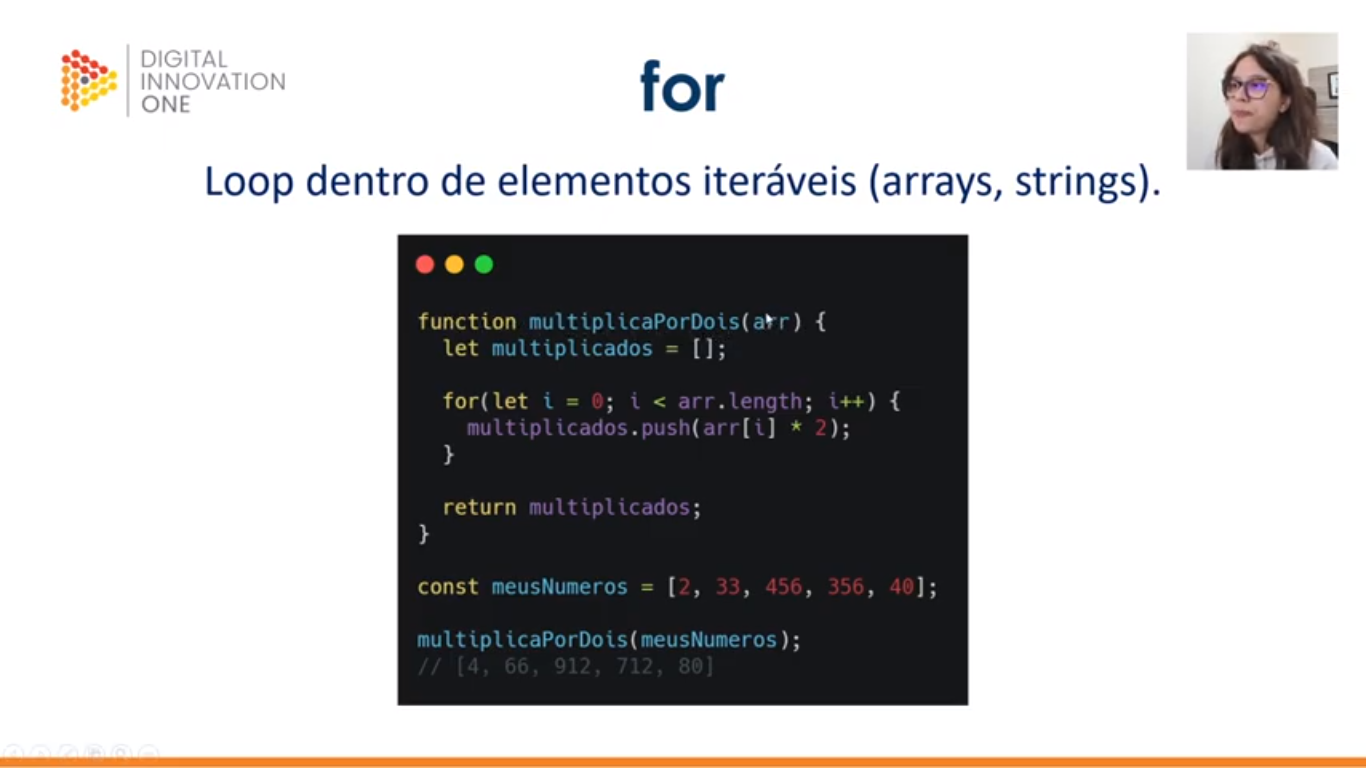 DIGITAL
INNOVATION
ONE
for
Loop dentro de elementos iteráveis (arrays, strings).
function multiplicaPorDois(arr) {
  let multiplicados = [];
  for(let i = 0; i < arr.length; i++) {
    multiplicados.push(arr[i] * 2);
  }
  return multiplicados;
}
const meusNumeros = [2, 33, 456, 356, 40];
multiplicaPorDois(meusNumeros);
// [4, 66, 912, 712, 80]